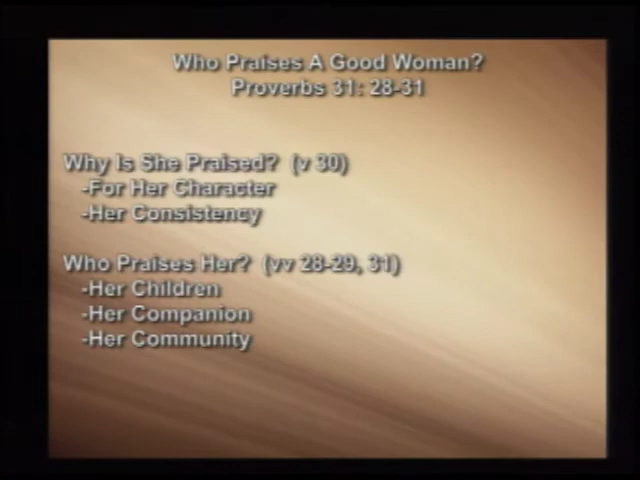 Who Praises A Good Woman?
Proverbs 31: 28-31
Why Is She Praised? (v 30)
-For Her Character
-Her Consistency
Who Praises Her? (vv 28-29, 31)
-Her Children
-Her Companion
-Her Community